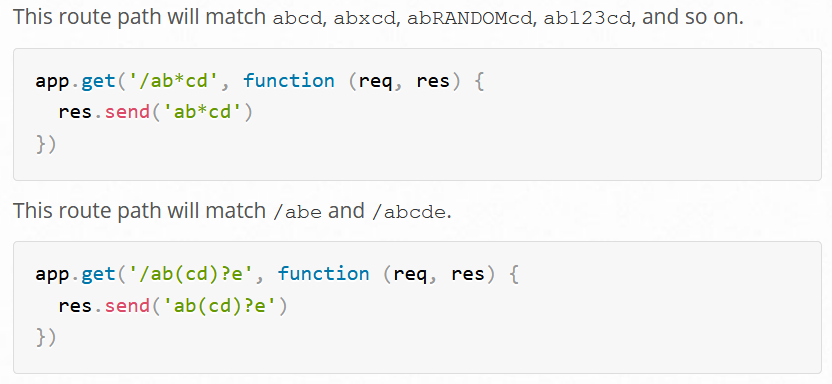 This route path will match abcd, abxcd, abRANDOMcd, ab123cd, and so on.
app.get('/ab*cd', function (req, res) {
  res.send('ab*cd')
})
This route path will match /abe and /abcde.
app.get('/ab(cd)?e', function (req, res) {
  res.send('ab(cd)?e')
})